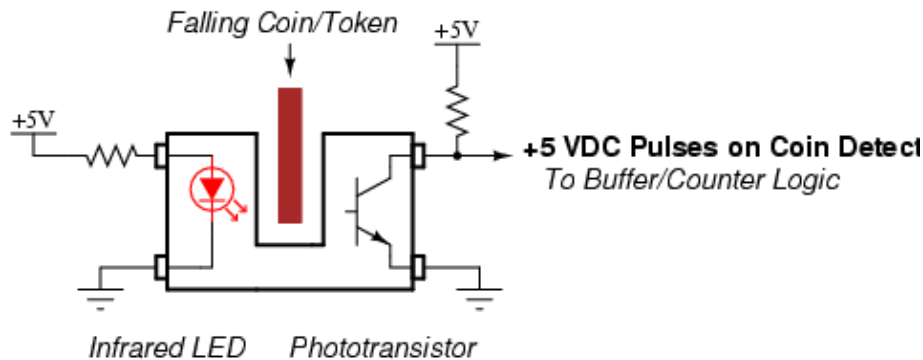 Falling Coin/Token
+5V
+5V
+5 VDC Pulses on Coin Detect
To Buffer/Counter Logic
Infrared LED
Phototransistor